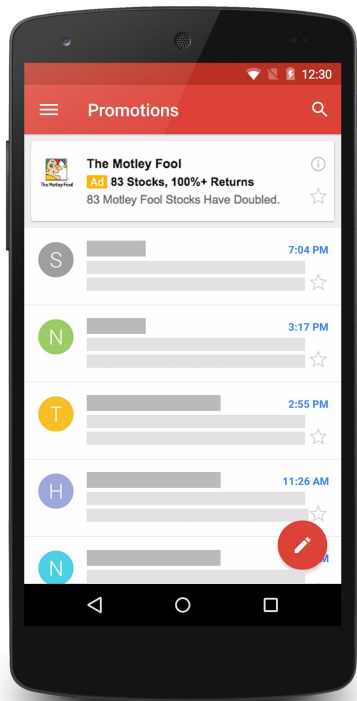 12:30
Promotions
The Motley Fool
Ad 83 Stocks, 100%+ Returns
83 Motley Fool Stocks Have Doubled.
The Motley Fool
S
7:04 PM
N
3:17 PM
T
2:55 PM
H
11:26 AM
N
M